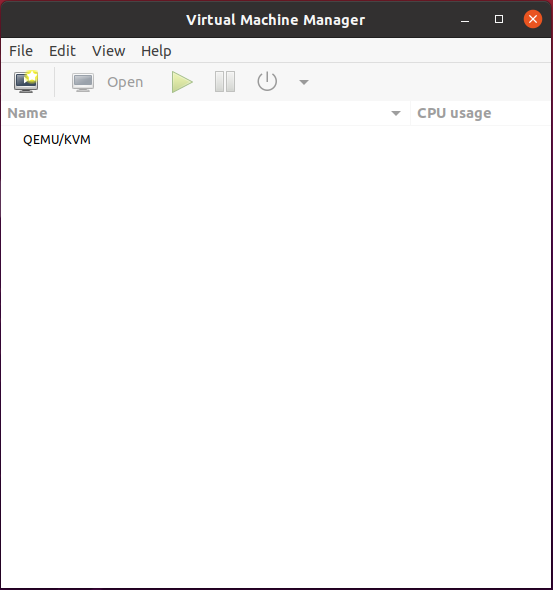 Virtual Machine Manager
File Edit View Help
Open
Name CPU usage
QEMU/KVM